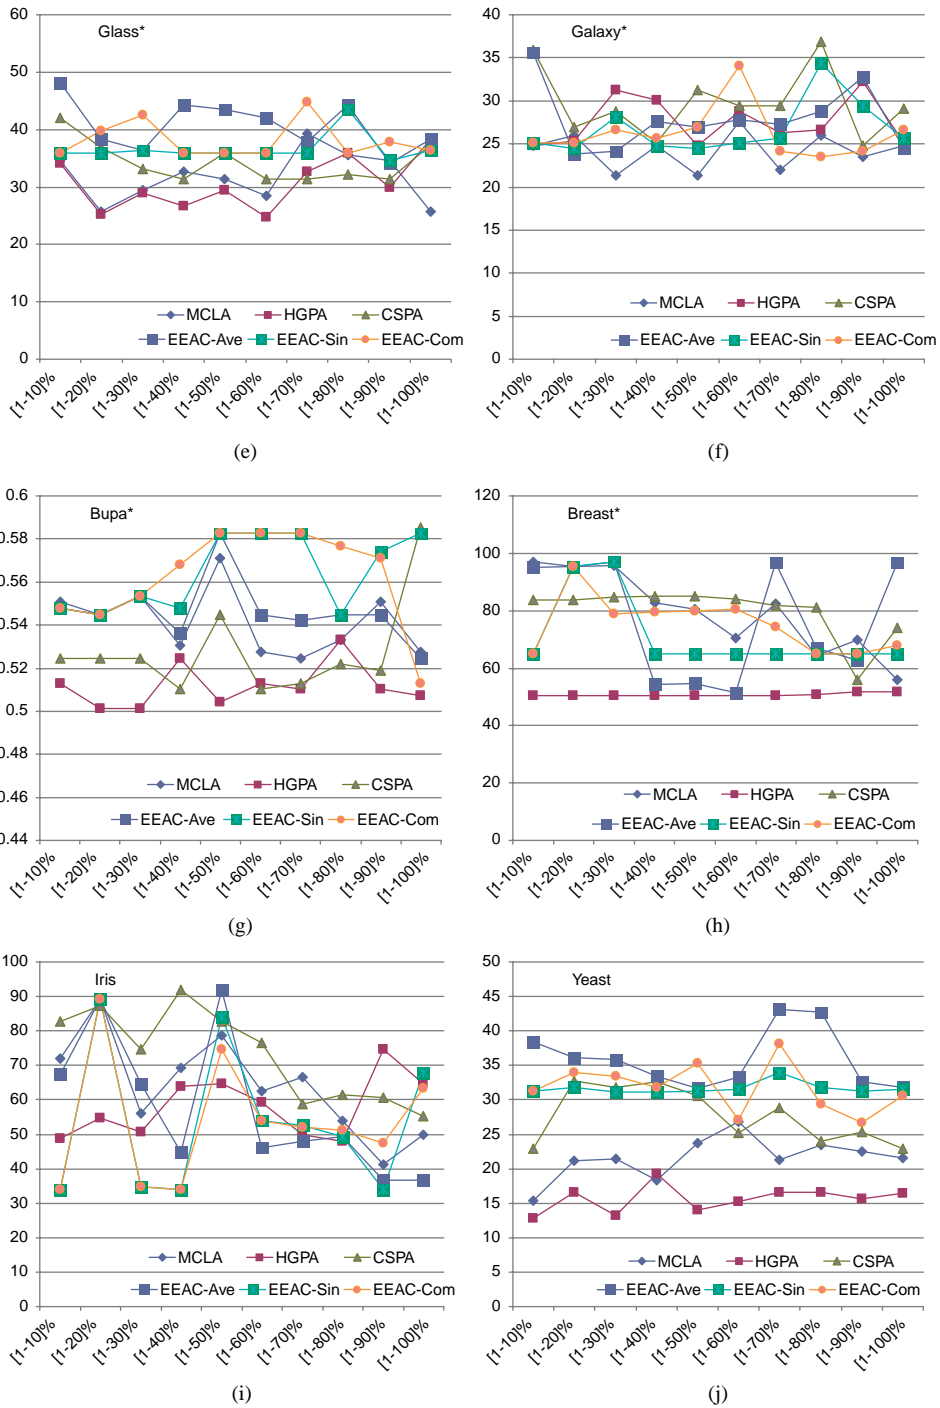 60
50
40
30
20
10
0
Glass*
MCLA HGPA CSPA
EEAC-Ave EEAC-Sin EEAC-Com
[1-10]% [1-20]% [1-30]% [1-40]% [1-50]% [1-60]% [1-70]% [1-80]% [1-90]% [1-100]%
(e)
40
35
30
25
20
15
10
5
0
Galaxy*
MCLA HGPA CSPA
EEAC-Ave EEAC-Sin EEAC-Com
[1-10]% [1-20]% [1-30]% [1-40]% [1-50]% [1-60]% [1-70]% [1-80]% [1-90]% [1-100]%
(f)
0.6
0.58
0.56
0.54
0.52
0.5
0.48
0.46
0.44
Bupa*
MCLA HGPA CSPA
EEAC-Ave EEAC-Sin EEAC-Com
[1-10]% [1-20]% [1-30]% [1-40]% [1-50]% [1-60]% [1-70]% [1-80]% [1-90]% [1-100]%
(g)
120
100
80
60
40
20
0
Breast*
MCLA HGPA CSPA
EEAC-Ave EEAC-Sin EEAC-Com
[1-10]% [1-20]% [1-30]% [1-40]% [1-50]% [1-60]% [1-70]% [1-80]% [1-90]% [1-100]%
(h)
100
90
80
70
60
50
40
30
20
10
0
Iris
MCLA HGPA CSPA
EEAC-Ave EEAC-Sin EEAC-Com
[1-10]% [1-20]% [1-30]% [1-40]% [1-50]% [1-60]% [1-70]% [1-80]% [1-90]% [1-100]%
(i)
50
45
40
35
30
25
20
15
10
5
0
Yeast
MCLA HGPA CSPA
EEAC-Ave EEAC-Sin EEAC-Com
[1-10]% [1-20]% [1-30]% [1-40]% [1-50]% [1-60]% [1-70]% [1-80]% [1-90]% [1-100]%
(j)